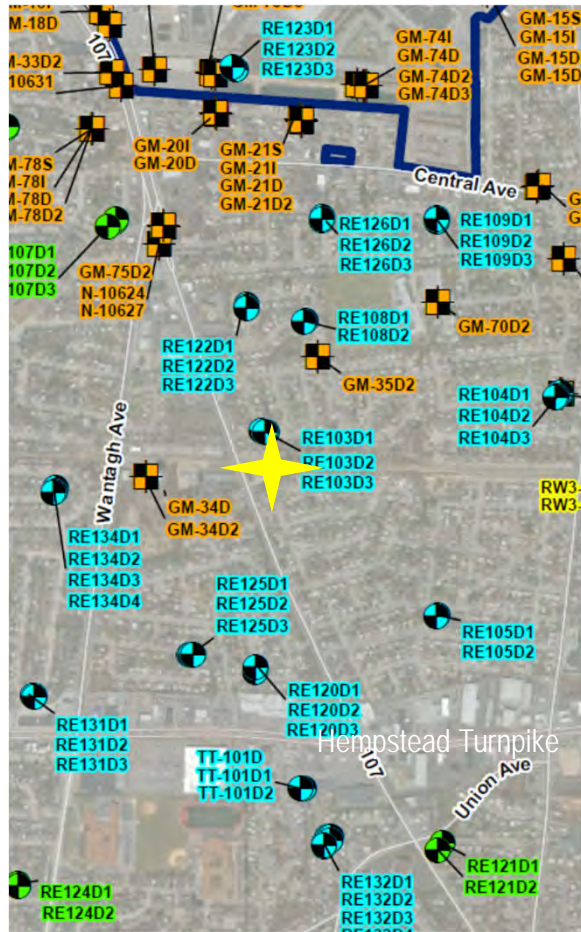 GM-18D
107
RE123D1
RE123D2
RE123D3
GM-74I
GM-74D
GM-74D2
GM-74D3
GM-15S
GM-15I
GM-15D
GM-15D
M-33D2
10631
GM-20I
GM-20D
GM-21S
GM-21I
GM-21D
GM-21D2
Central Ave
M-78S
M-78I
M-78D
M-78D2
107D1
107D2
107D3
GM-75D2
N-10624
N-10627
RE126D1
RE126D2
RE126D3
RE109D1
RE109D2
RE109D3
GM-70D2
RE108D1
RE108D2
RE122D1
RE122D2
RE122D3
GM-35D2
RE104D1
RE104D2
RE104D3
Wantagh Ave
RE103D1
RE103D2
RE103D3
RW3-
RW3-
GM-34D
GM-34D2
RE134D1
RE134D2
RE134D3
RE134D4
RE125D1
RE125D2
RE125D3
RE105D1
RE105D2
RE120D1
RE120D2
RE120D3
RE131D1
RE131D2
RE131D3
Hempstead Turnpike
TT-101D
TT-101D1
TT-101D2
107
Union Ave
RE121D1
RE121D2
RE124D1
RE124D2
RE132D1
RE132D2
RE132D3